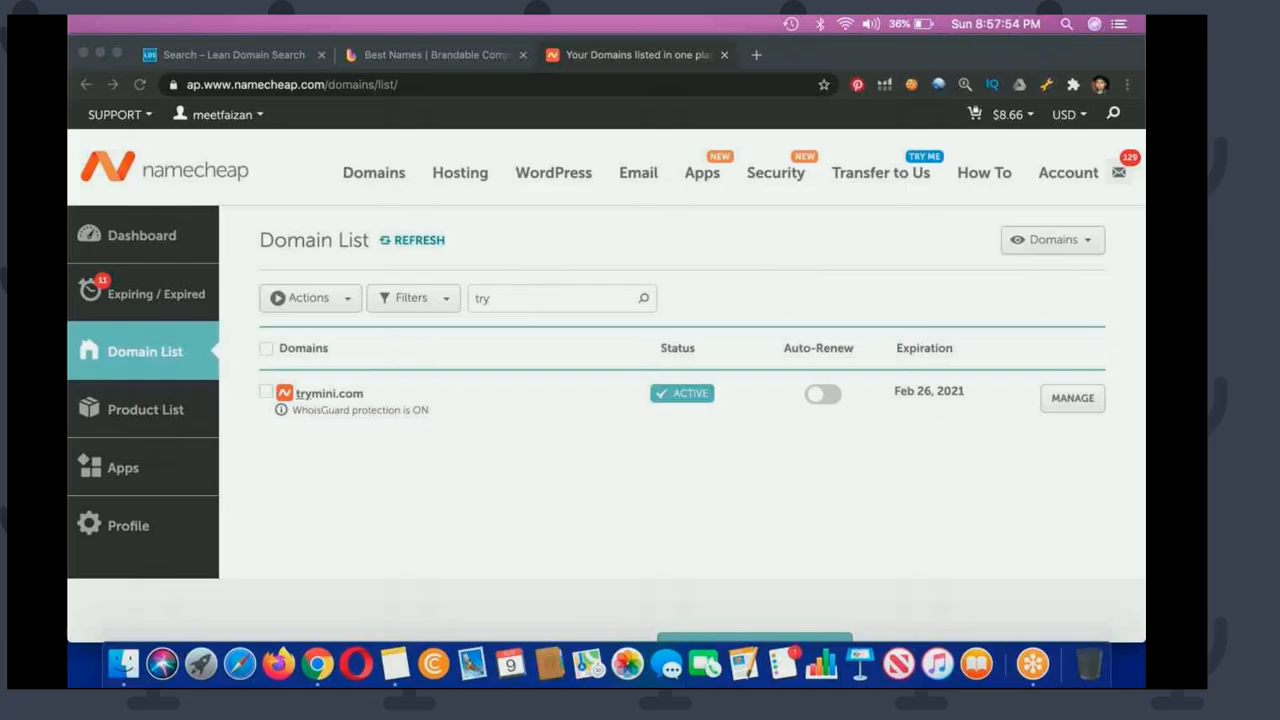 36% Sun 8:57:54 PM
Search – Lean Domain Search
Best Names | Brandable Comp
Your Domains listed in one pla
ap.www.namecheap.com/domains/list/
SUPPORT
meetfaizan
$8.66
USD
namecheap
Domains
Hosting
WordPress
Email
NEW
Apps
NEW
Security
TRY ME
Transfer to Us
How To
Account
129
Dashboard
11
Expiring / Expired
Domain List
Product List
Apps
Profile
Domain List REFRESH
Domains
Actions
Filters
try
Domains Status Auto-Renew Expiration
trymini.com ACTIVE Feb 26, 2021 MANAGE
WhoisGuard protection is ON
9